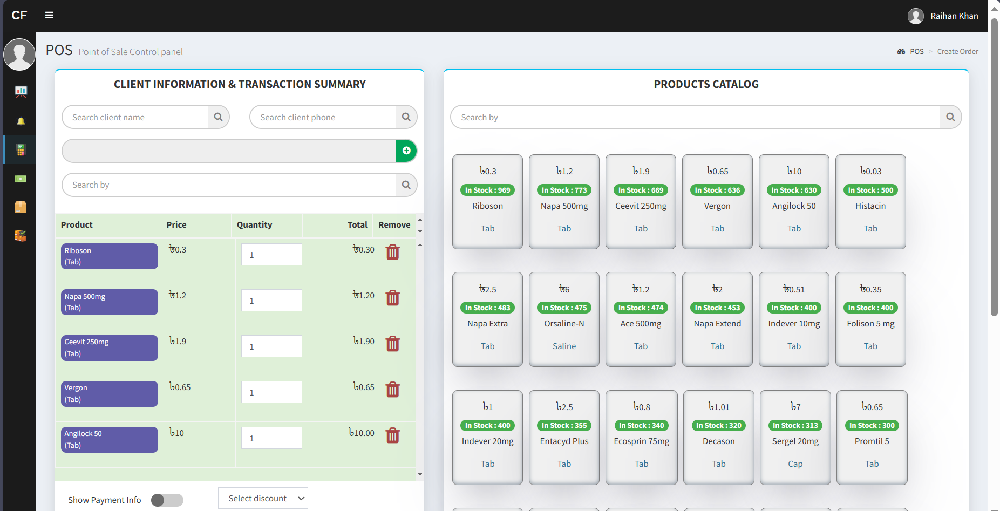 CF
Raihan Khan
POS Point of Sale Control panel
POS > Create Order
CLIENT INFORMATION & TRANSACTION SUMMARY
Search client name
Search client phone
Search by
Product Price Quantity Total Remove
Riboson
(Tab)
৳0.3 1 ৳0.30
Napa 500mg
(Tab)
৳1.2 1 ৳1.20
Ceevit 250mg
(Tab)
৳1.9 1 ৳1.90
Vergon
(Tab)
৳0.65 1 ৳0.65
Angilock 50
(Tab)
৳10 1 ৳10.00
Show Payment Info
Select discount
PRODUCTS CATALOG
Search by
৳0.3 ৳1.2 ৳1.9 ৳0.65 ৳10 ৳0.03
In Stock : 969 In Stock : 773 In Stock : 669 In Stock : 636 In Stock : 630 In Stock : 500
Riboson Napa 500mg Ceevit 250mg Vergon Angilock 50 Histacin
Tab Tab Tab Tab Tab Tab
৳2.5 ৳6 ৳1.2 ৳2 ৳0.51 ৳0.35
In Stock : 483 In Stock : 475 In Stock : 474 In Stock : 453 In Stock : 400 In Stock : 400
Napa Extra Orsaline-N Ace 500mg Napa Extend Indever 10mg Folison 5 mg
Tab Saline Tab Tab Tab Tab
৳1 ৳2.5 ৳0.8 ৳1.01 ৳7 ৳0.65
In Stock : 400 In Stock : 355 In Stock : 340 In Stock : 320 In Stock : 313 In Stock : 300
Indever 20mg Entacyd Plus Ecosprin 75mg Decason Sergel 20mg Promtil 5
Tab Tab Tab Tab Cap Tab